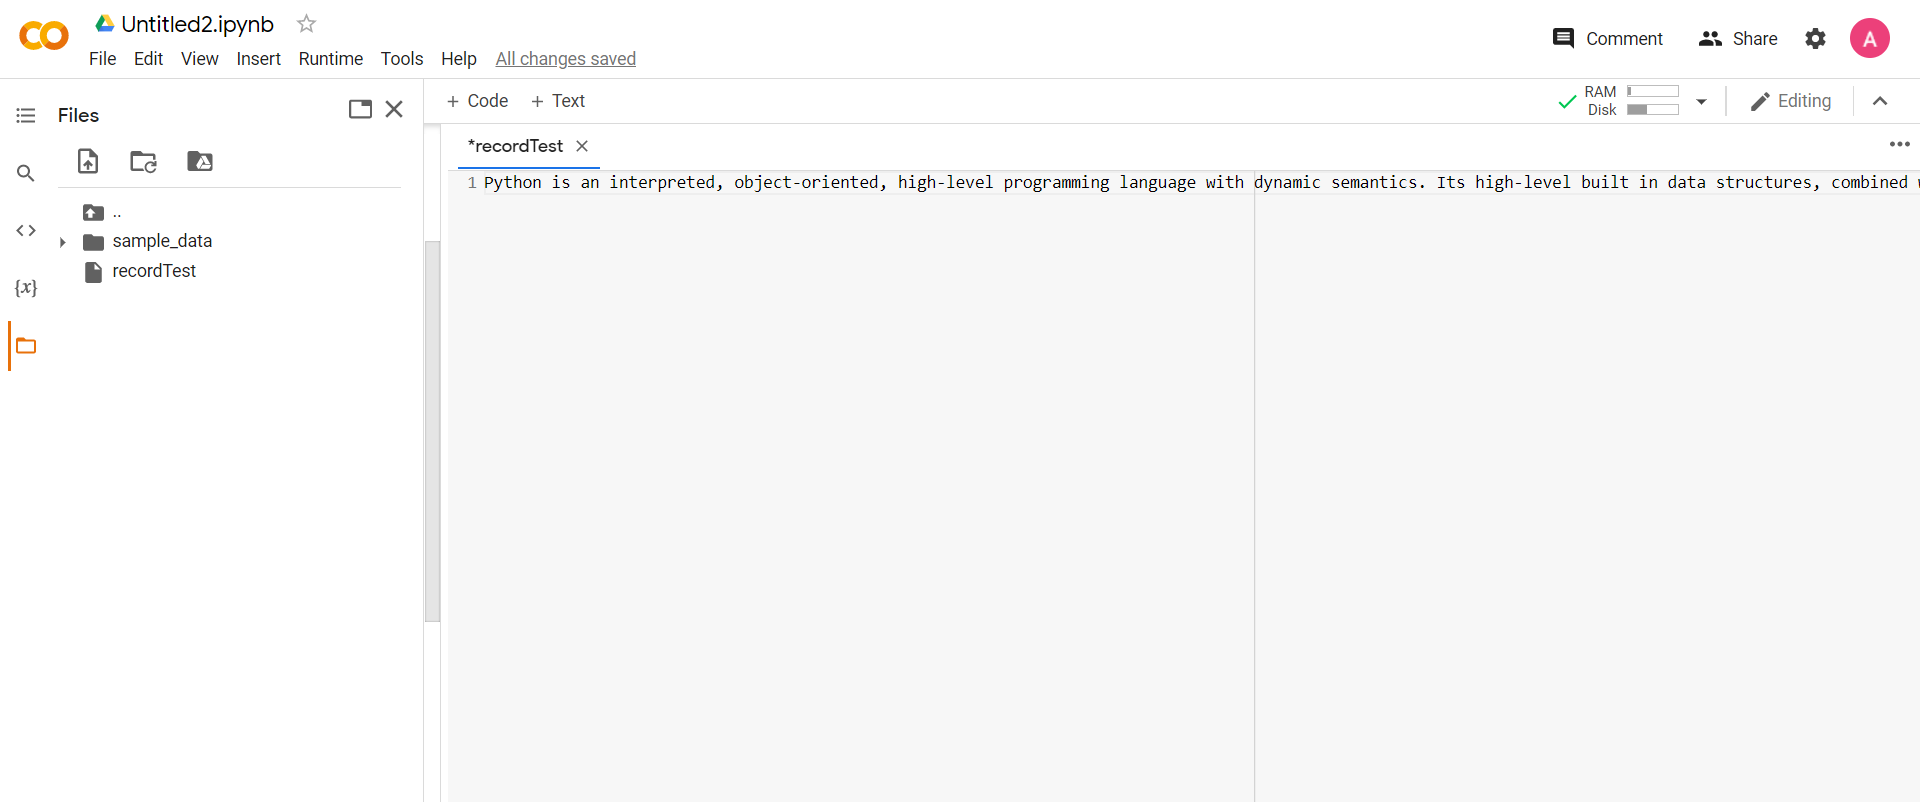 Untitled2.ipynb
File Edit View Insert Runtime Tools Help All changes saved
Comment
Share
A
Files
+ Code + Text
RAM
Disk
Editing
*recordTest
1 Python is an interpreted, object-oriented, high-level programming language with dynamic semantics. Its high-level built in data structures, combined
..
sample_data
recordTest
{x}